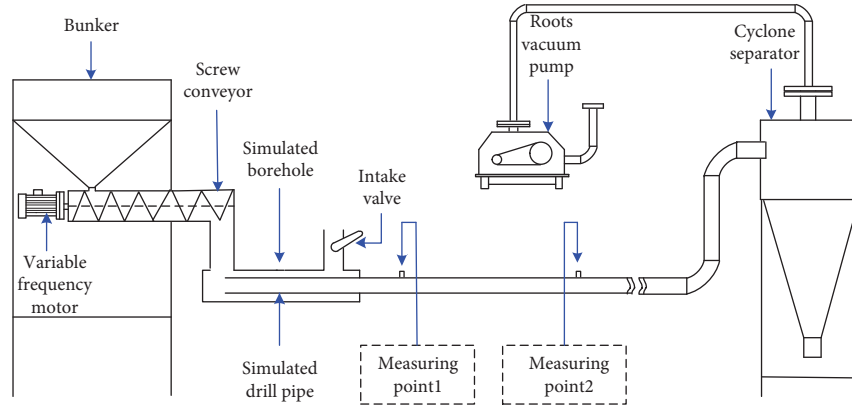 Bunker
Screw
conveyor
Simulated
borehole
Intake
valve
Roots
vacuum
pump
Cyclone
separator
Variable
frequency
motor
Simulated
drill pipe
Measuring
point1
Measuring
point2